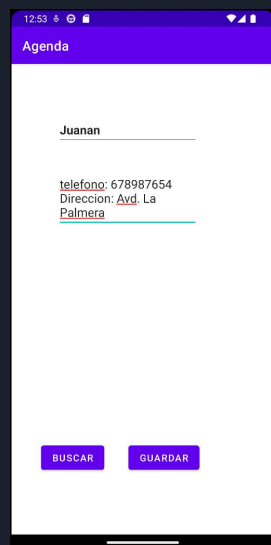 12:53
Agenda
Juanan
telefono: 678987654
Direccion: Avd. La
Palmera
BUSCAR GUARDAR